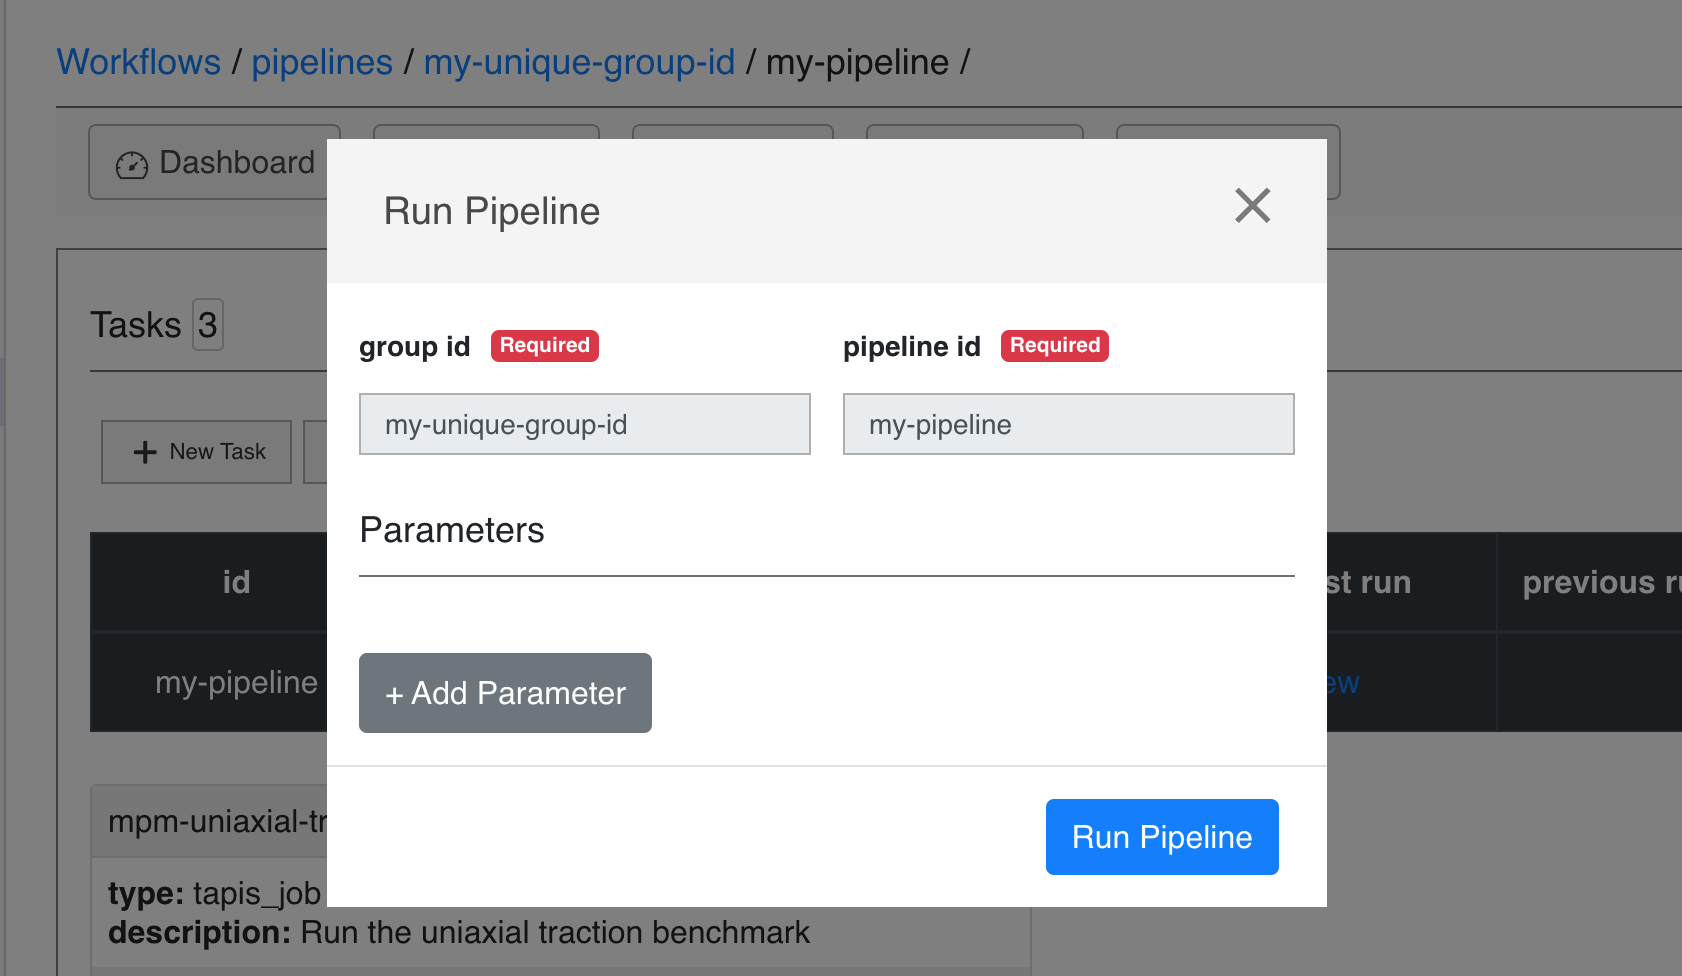 Workflows / pipelines / my-unique-group-id / my-pipeline /
Dashboard
Run Pipeline
Tasks 3
group id Required
pipeline id Required
my-unique-group-id
my-pipeline
+ New Task
Parameters
id
st run
previous
my-pipeline
+ Add Parameter
mpm-uniaxial-tr
Run Pipeline
type: tapis_job
description: Run the uniaxial traction benchmark